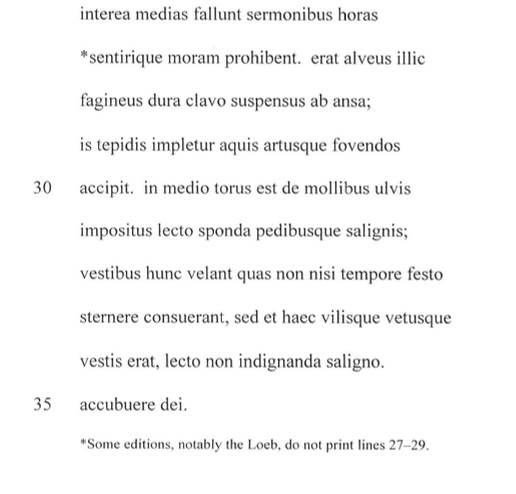 interea medias fallunt sermonibus horas
*sentirique moram prohibent. erat alveus illic
fagineus dura clavo suspensus ab ansa;
is tepidis impletur aquis artusque fovendos
30 accipit. in medio torus est de mollibus ulvis
impositus lecto sponda pedibusque salignis;
vestibus hunc velant quas non nisi tempore festo
sternere consuerant, sed et haec vilisque vetusque
vestis erat, lecto non indignanda saligno.
35 accubuere dei.
*Some editions, notably the Loeb, do not print lines 27–29.